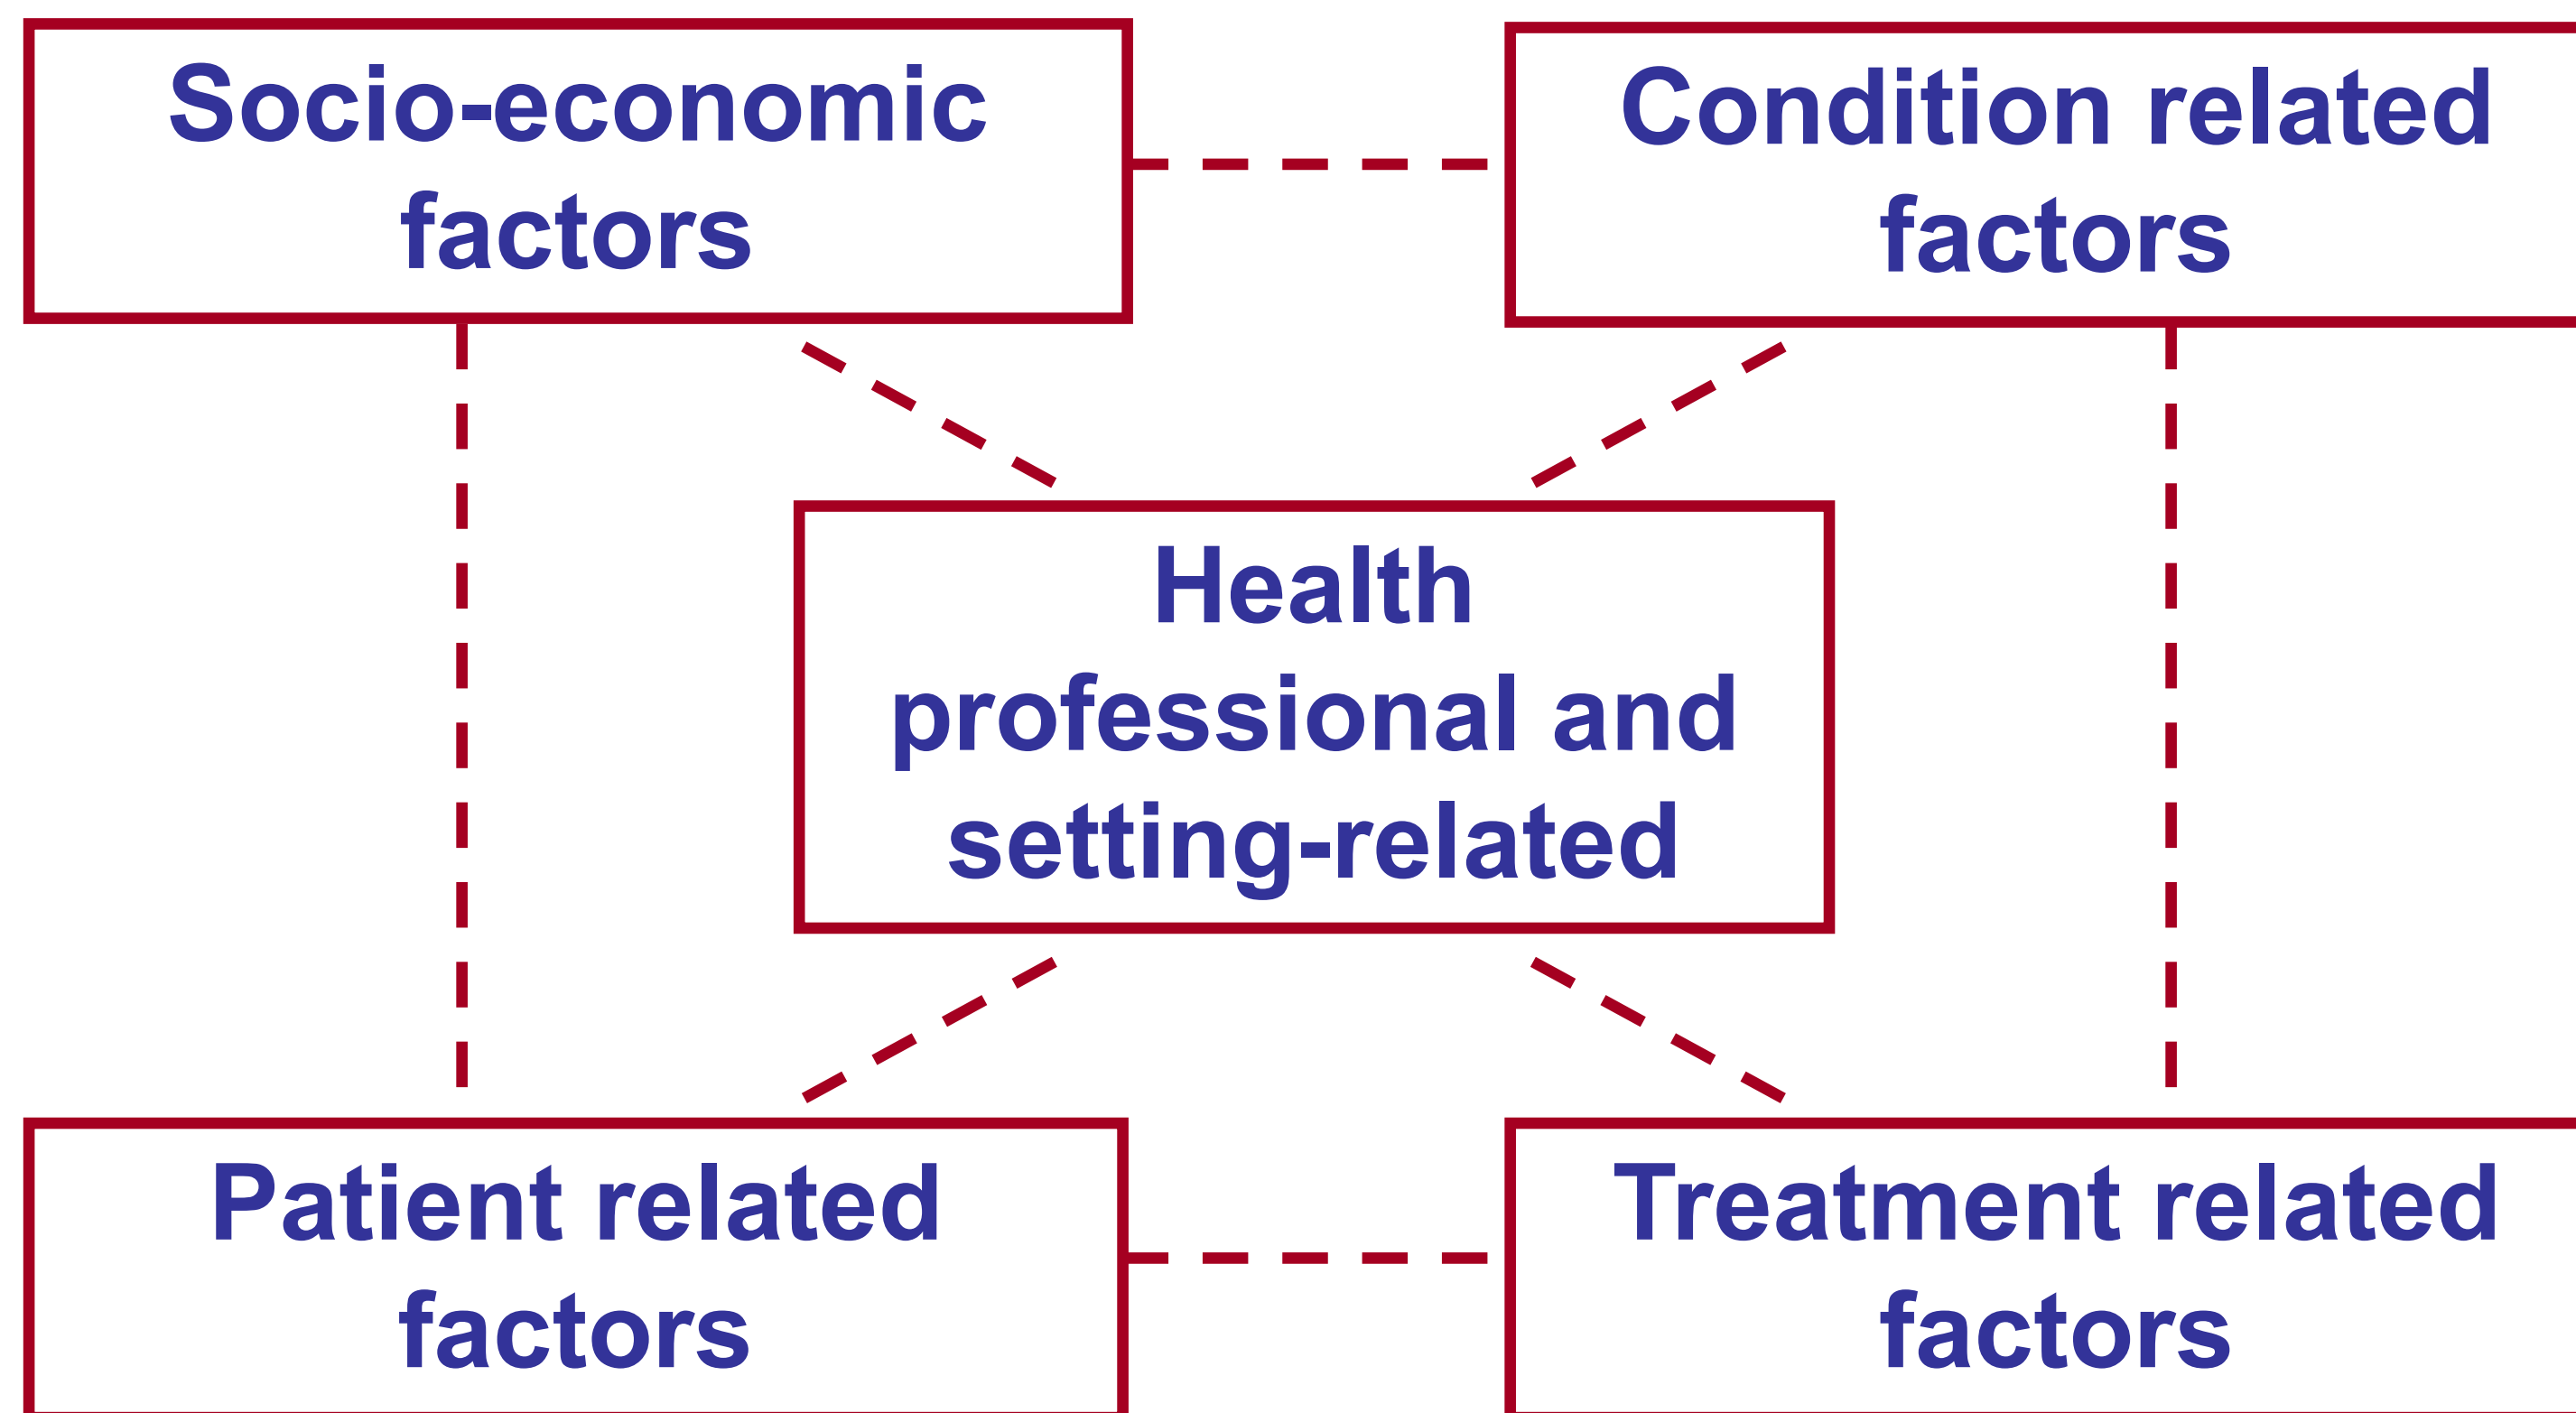 Socio-economic
factors
Condition related
factors
Health
professional and
setting-related
Patient related
factors
Treatment related
factors